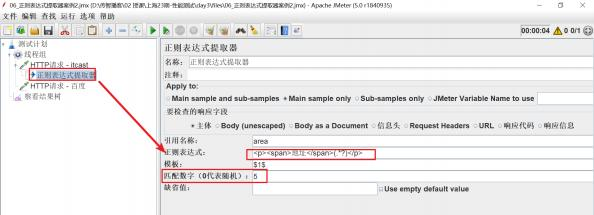 06_正则表达式提取器案例2.jmx (D:\传智播客\02 授课\上海21期-性能测试\day3\files\06_正则表达式提取器案例2.jmx) - Apache JMeter (5.0 r1840935)
文件 编辑 查找 运行 选项 帮助
00:00:04 0 0/1
测试计划
线程组
HTTP请求 - itcast
正则表达式提取器
HTTP请求 - 百度
察看结果树
正则表达式提取器
名称: 正则表达式提取器
注释:
Apply to:
Main sample and sub-samples Main sample only Sub-samples only JMeter Variable Name to use
要检查的响应字段
主体 Body (unescaped) Body as a Document 信息头 Request Headers URL 响应代码 响应信息
引用名称: area
正则表达式: <p><span>地址</span>(.*?)</p>
模板: $1$
匹配数字（0代表随机）: 5
缺省值: Use empty default value